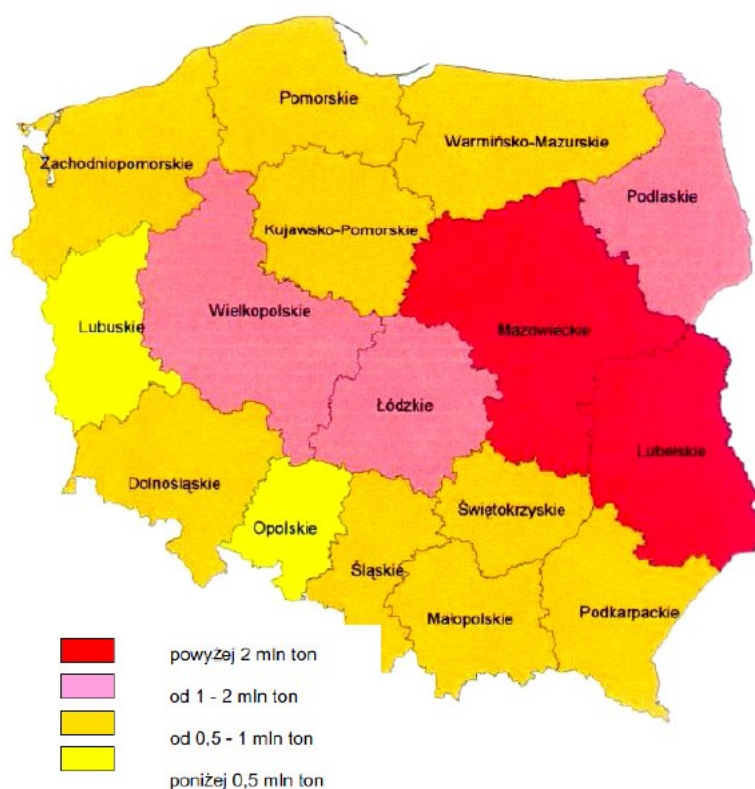 Pomorskie
Warmińsko-Mazurskie
Zachodniopomorskie
Podlaskie
Kujawsko-Pomorskie
Wielkopolskie
Lubuskie
Mazowieckie
Łódzkie
Luberskie
Dolnośląskie
Świętokrzyskie
Opolskie
Śląskie
Małopolskie
Podkarpackie
powyżej 2 mln ton
od 1 - 2 mln ton
od 0,5 - 1 mln ton
poniżej 0,5 mln ton